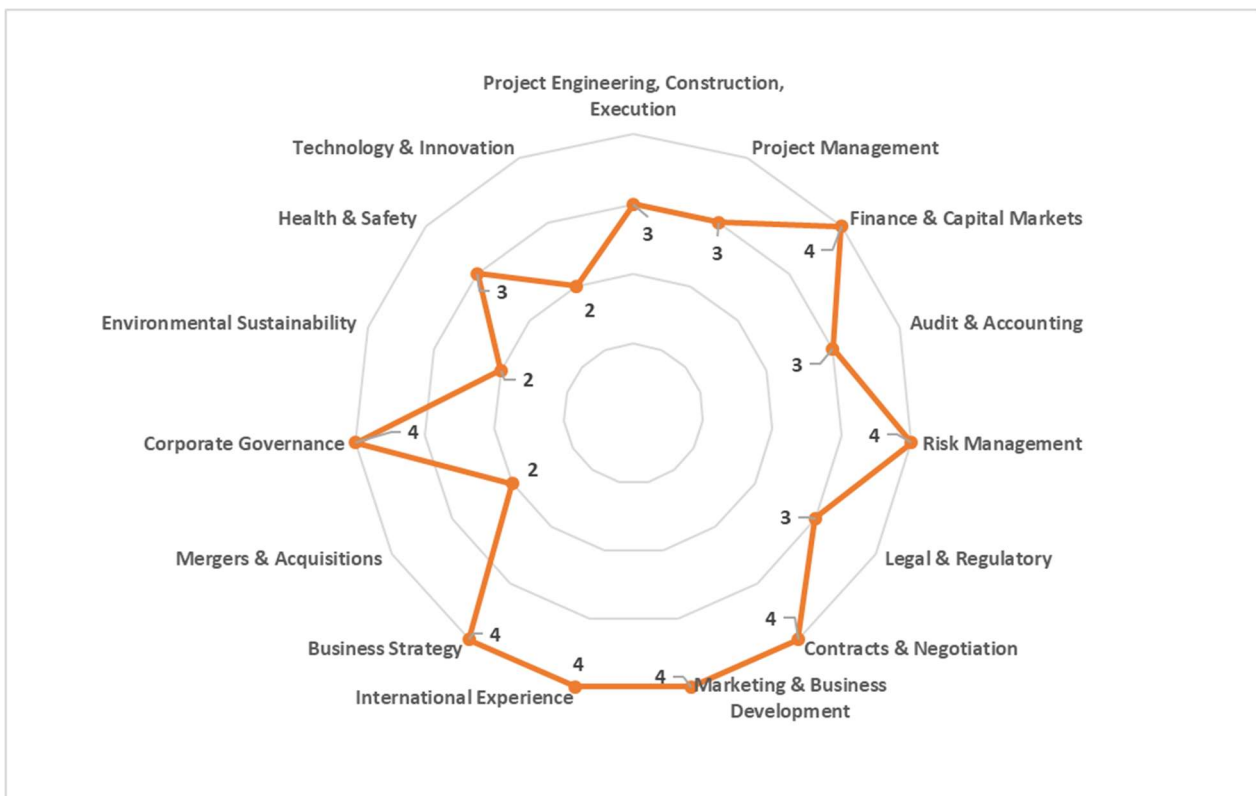 Project Engineering, Construction,
Execution
Technology & Innovation
Project Management
Health & Safety
Finance & Capital Markets
3
3
4
3
2
Environmental Sustainability
Audit & Accounting
3
2
Corporate Governance
4
4
Risk Management
2
3
Mergers & Acquisitions
Legal & Regulatory
4
Business Strategy
4
Contracts & Negotiation
4
4
International Experience
Marketing & Business
Development